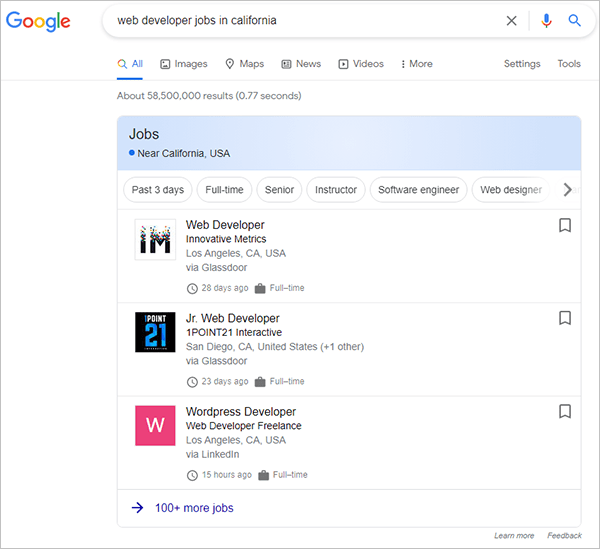 Google
web developer jobs in california
All Images Maps News Videos More Settings Tools
About 58,500,000 results (0.77 seconds)
Jobs
Near California, USA
Past 3 days Full-time Senior Instructor Software engineer Web designer
iM
Web Developer
Innovative Metrics
Los Angeles, CA, USA
via Glassdoor
28 days ago Full–time
POINT
21
INTERACTIVE
Jr. Web Developer
1POINT21 Interactive
San Diego, CA, United States (+1 other)
via Glassdoor
23 days ago Full–time
W
Wordpress Developer
Web Developer Freelance
Los Angeles, CA, USA
via LinkedIn
15 hours ago Full–time
100+ more jobs
Learn more Feedback